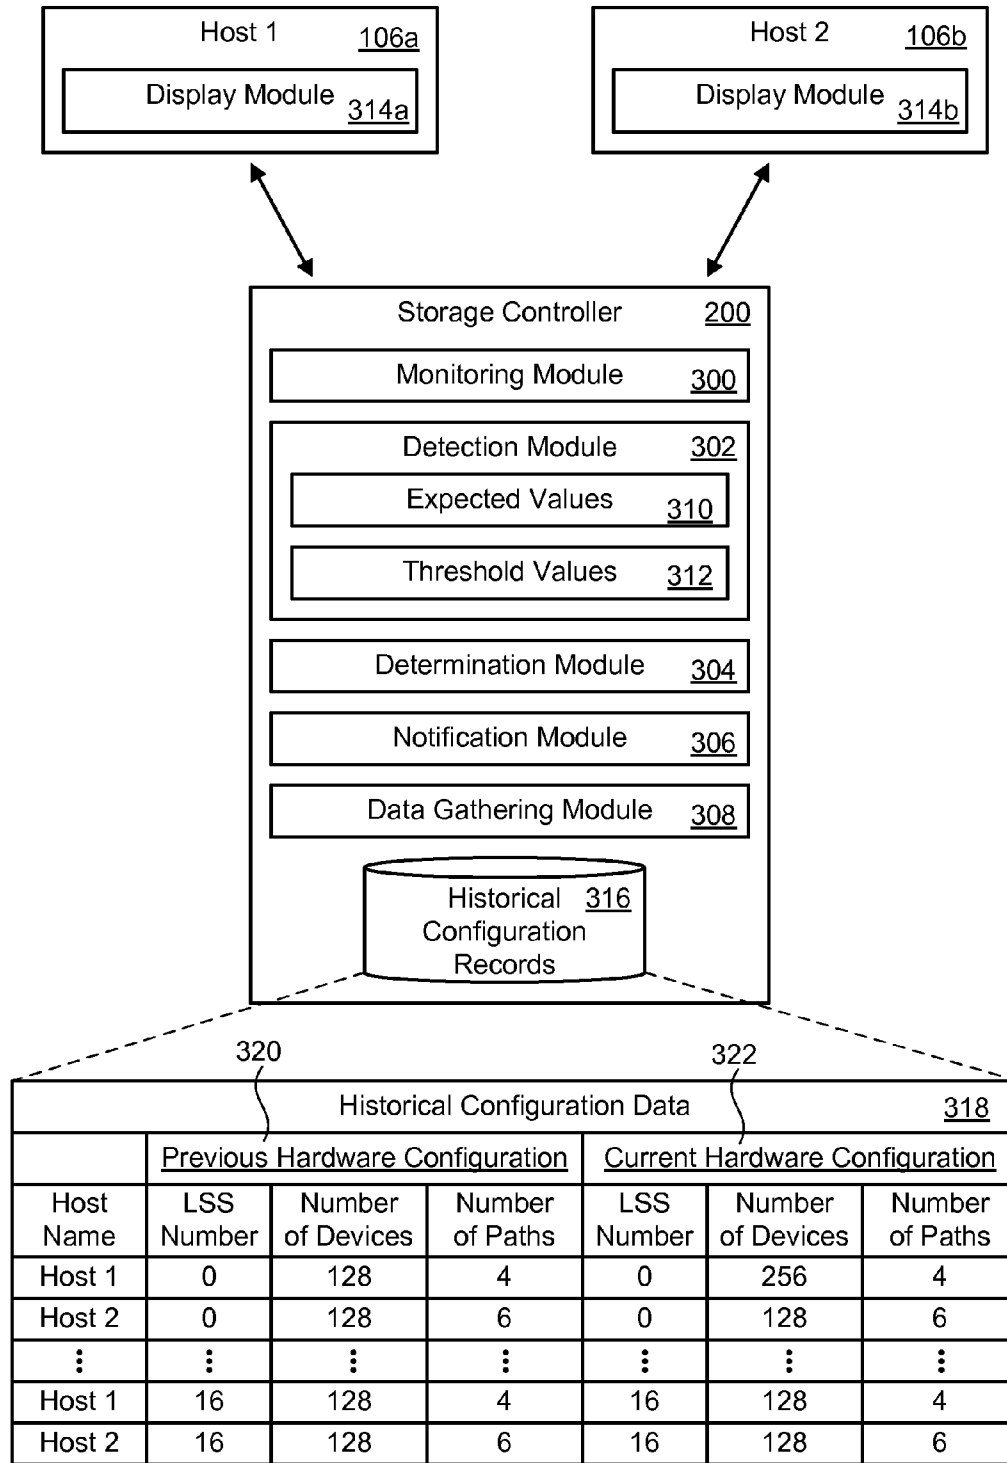 Host 1 106a
Display Module 314a
Host 2 106b
Display Module 314b
Storage Controller 200
Monitoring Module 300
Detection Module 302
Expected Values 310
Threshold Values 312
Determination Module 304
Notification Module 306
Data Gathering Module 308
Historical 316
Configuration
Records
320 322
Historical Configuration Data 318
Previous Hardware Configuration Current Hardware Configuration
Host LSS Number Number LSS Number Number
Name Number of Devices of Paths Number of Devices of Paths
Host 1 0 128 4 0 256 4
Host 2 0 128 6 0 128 6
⋮ ⋮ ⋮ ⋮ ⋮ ⋮ ⋮
Host 1 16 128 4 16 128 4
Host 2 16 128 6 16 128 6